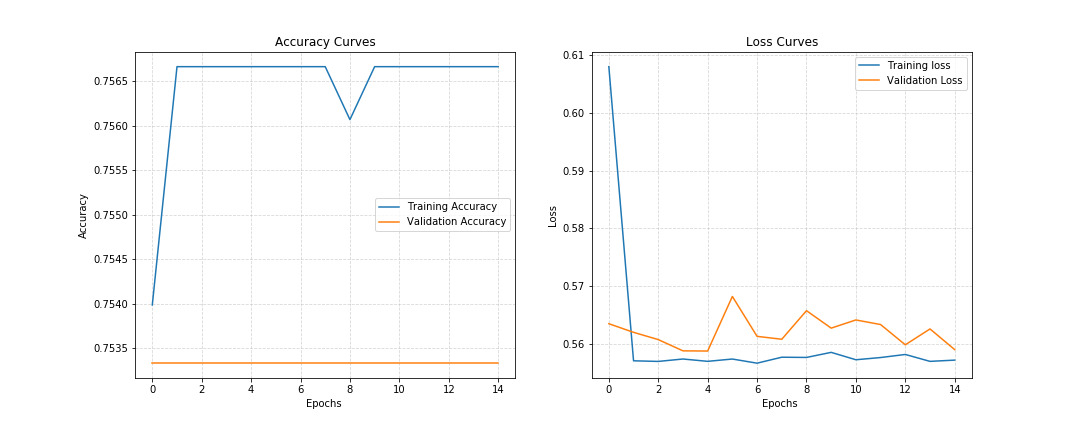 Accuracy Curves
0.7565
0.7560
0.7555
0.7550
0.7545
0.7540
0.7535
Accuracy
Training Accuracy
Validation Accuracy
0 2 4 6 8 10 12 14
Epochs
Loss Curves
0.61
0.60
0.59
0.58
0.57
0.56
Loss
Training loss
Validation Loss
0 2 4 6 8 10 12 14
Epochs